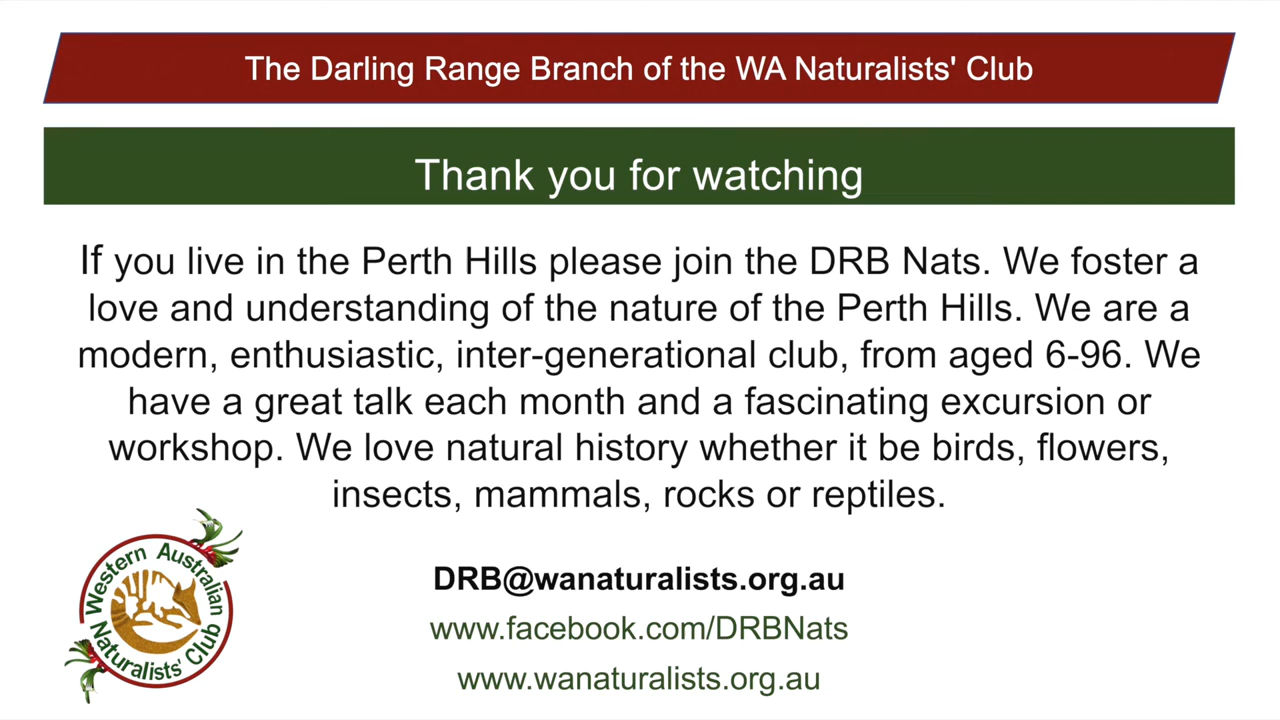 The Darling Range Branch of the WA Naturalists' Club
Thank you for watching
If you live in the Perth Hills please join the DRB Nats. We foster a
love and understanding of the nature of the Perth Hills. We are a
modern, enthusiastic, inter-generational club, from aged 6-96. We
have a great talk each month and a fascinating excursion or
workshop. We love natural history whether it be birds, flowers,
insects, mammals, rocks or reptiles.
Western Australian
Naturalists' Club
DRB@wanaturalists.org.au
www.facebook.com/DRBNats
www.wanaturalists.org.au